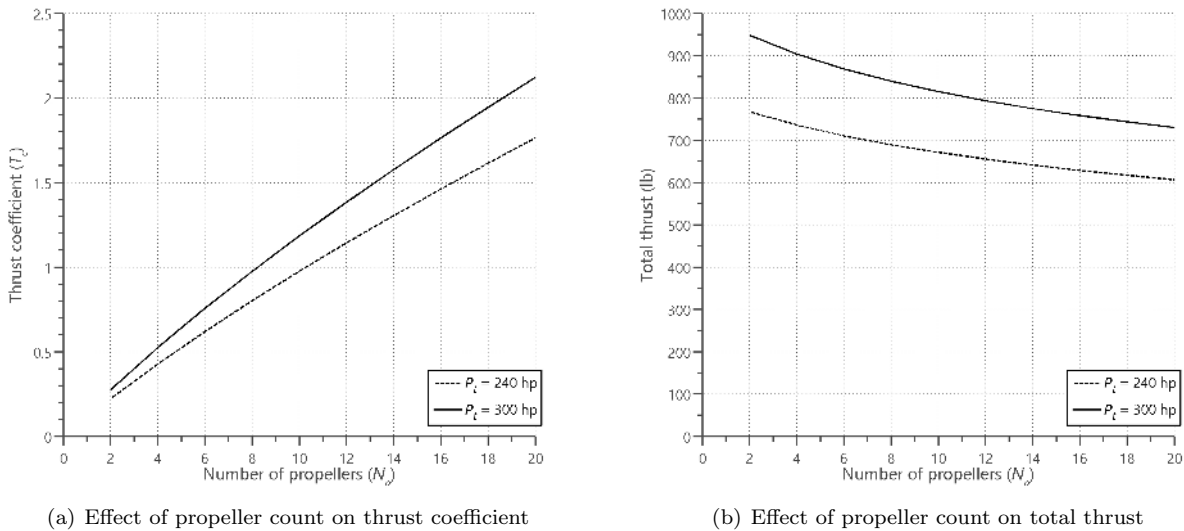 2.5
2
1.5
1
0.5
0
0 2 4 6 8 10 12 14 16 18 20
Thrust coefficient (T_c)
Number of propellers (N_p)
P_t = 240 hp
P_t = 300 hp
(a) Effect of propeller count on thrust coefficient
1000
900
800
700
600
500
400
300
200
100
0
0 2 4 6 8 10 12 14 16 18 20
Total thrust (lb)
Number of propellers (N_p)
P_t = 240 hp
P_t = 300 hp
(b) Effect of propeller count on total thrust